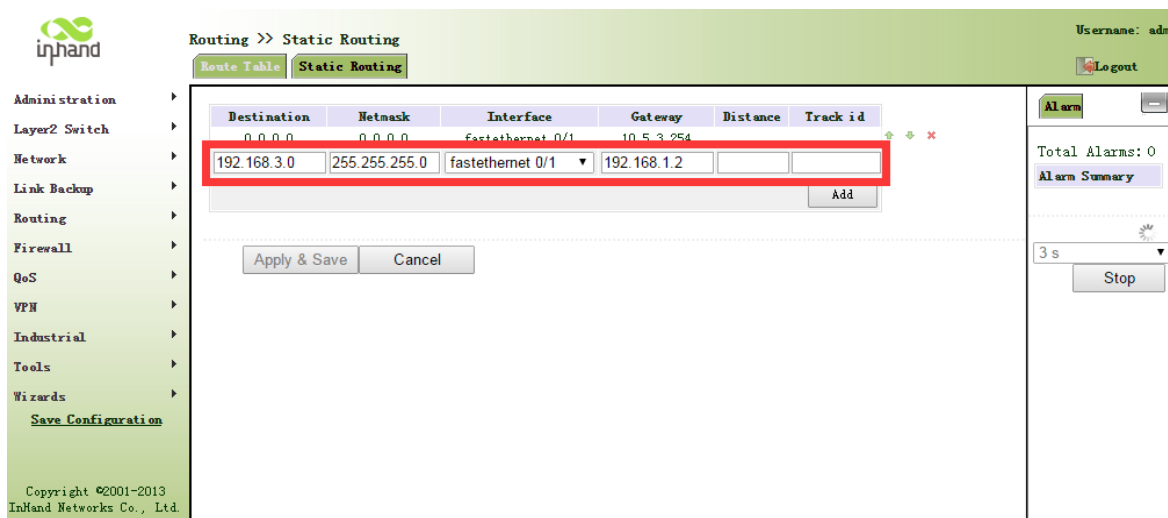 inhand
Routing >> Static Routing
Username: adm
Route Table
Static Routing
Logout
Administration
Layer2 Switch
Network
Link Backup
Routing
Firewall
QoS
VPN
Industrial
Tools
Wizards
Save Configuration
Copyright ©2001-2013
InHand Networks Co., Ltd.
Destination Netmask Interface Gateway Distance Track id
0.0.0.0 0.0.0.0 fastethernet 0/1 10.5.3.254
192.168.3.0 255.255.255.0 fastethernet 0/1 192.168.1.2
Add
Apply & Save Cancel
Alarm
Total Alarms: 0
Alarm Summary
3 s
Stop